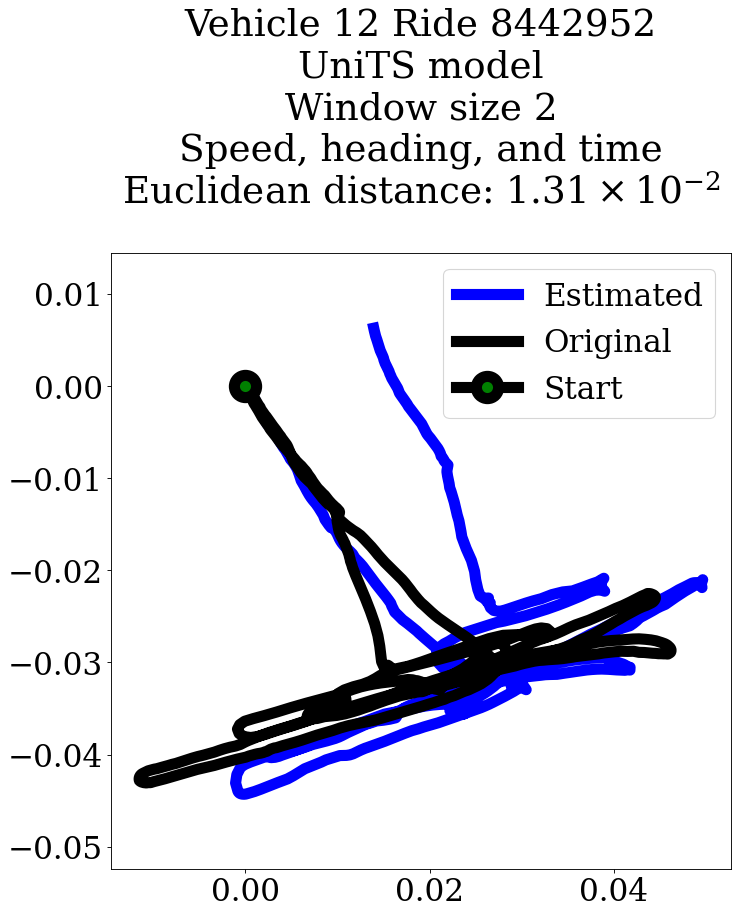 Vehicle 12 Ride 8442952
UniTS model
Window size 2
Speed, heading, and time
Euclidean distance: 1.31 × 10⁻²
Estimated
Original
Start
0.01
0.00
−0.01
−0.02
−0.03
−0.04
−0.05
0.00 0.02 0.04